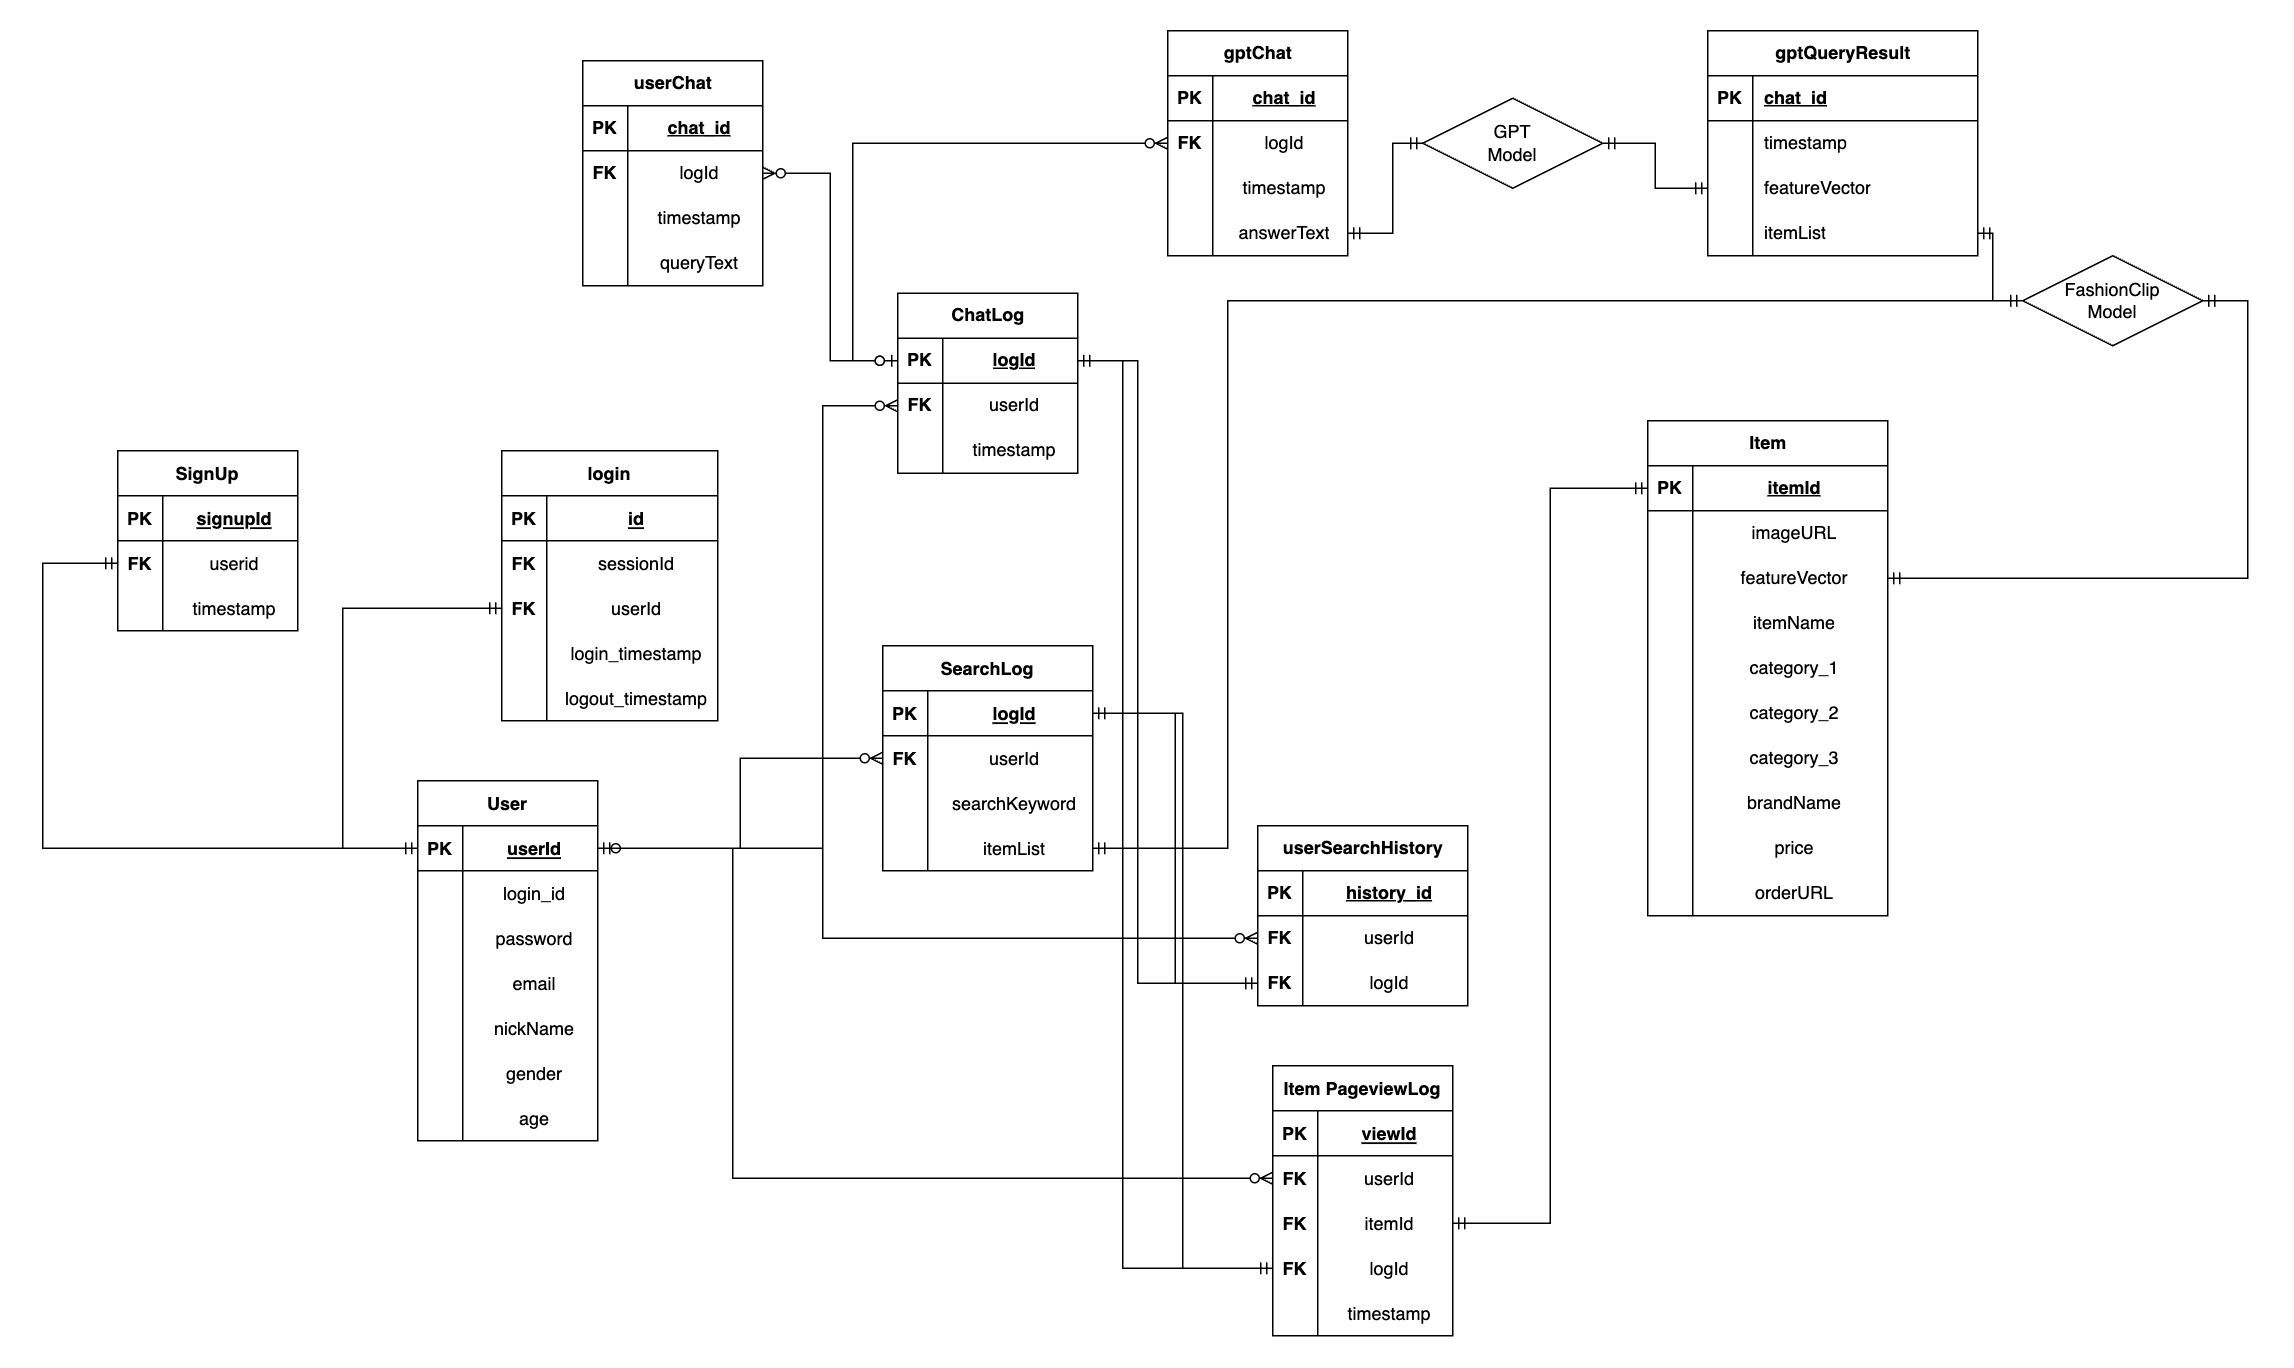 userChat
PK chat_id
FK logId
timestamp
queryText
gptChat
PK chat_id
FK logId
timestamp
answerText
GPT
Model
gptQueryResult
PK chat_id
timestamp
featureVector
itemList
FashionClip
Model
ChatLog
PK logId
FK userId
timestamp
SignUp
PK signupId
FK userid
timestamp
login
PK id
FK sessionId
FK userId
login_timestamp
logout_timestamp
Item
PK itemId
imageURL
featureVector
itemName
category_1
category_2
category_3
brandName
price
orderURL
SearchLog
PK logId
FK userId
searchKeyword
itemList
User
PK userId
login_id
password
email
nickName
gender
age
userSearchHistory
PK history_id
FK userId
FK logId
Item PageviewLog
PK viewId
FK userId
FK itemId
FK logId
timestamp